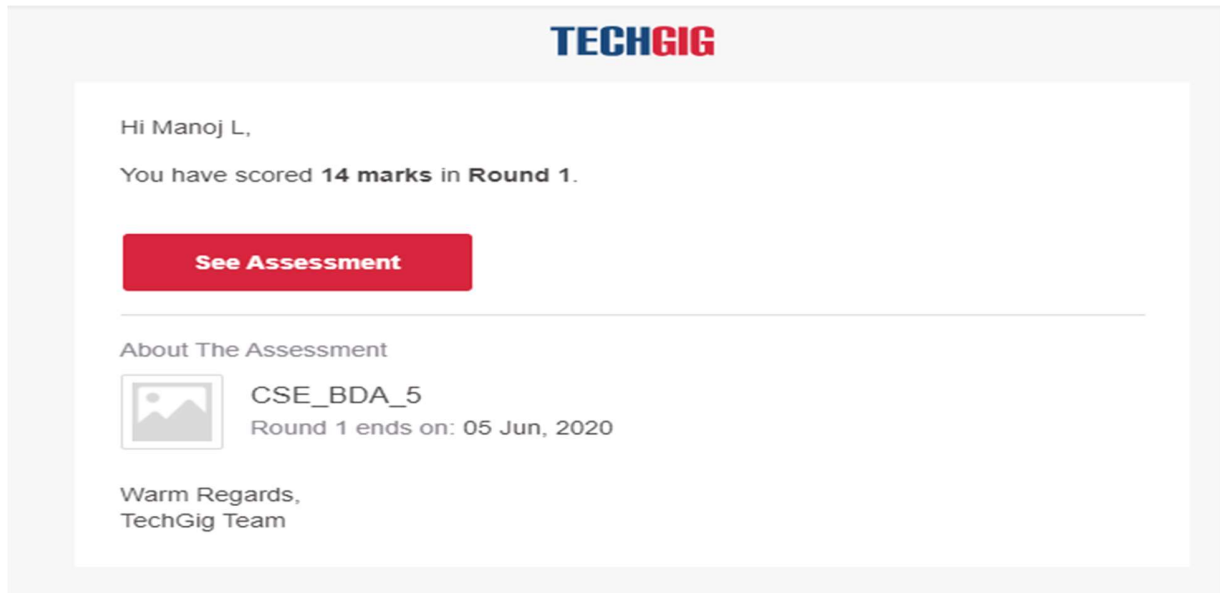 TECHGIG
Hi Manoj L,
You have scored 14 marks in Round 1.
See Assessment
About The Assessment
CSE_BDA_5
Round 1 ends on: 05 Jun, 2020
Warm Regards,
TechGig Team